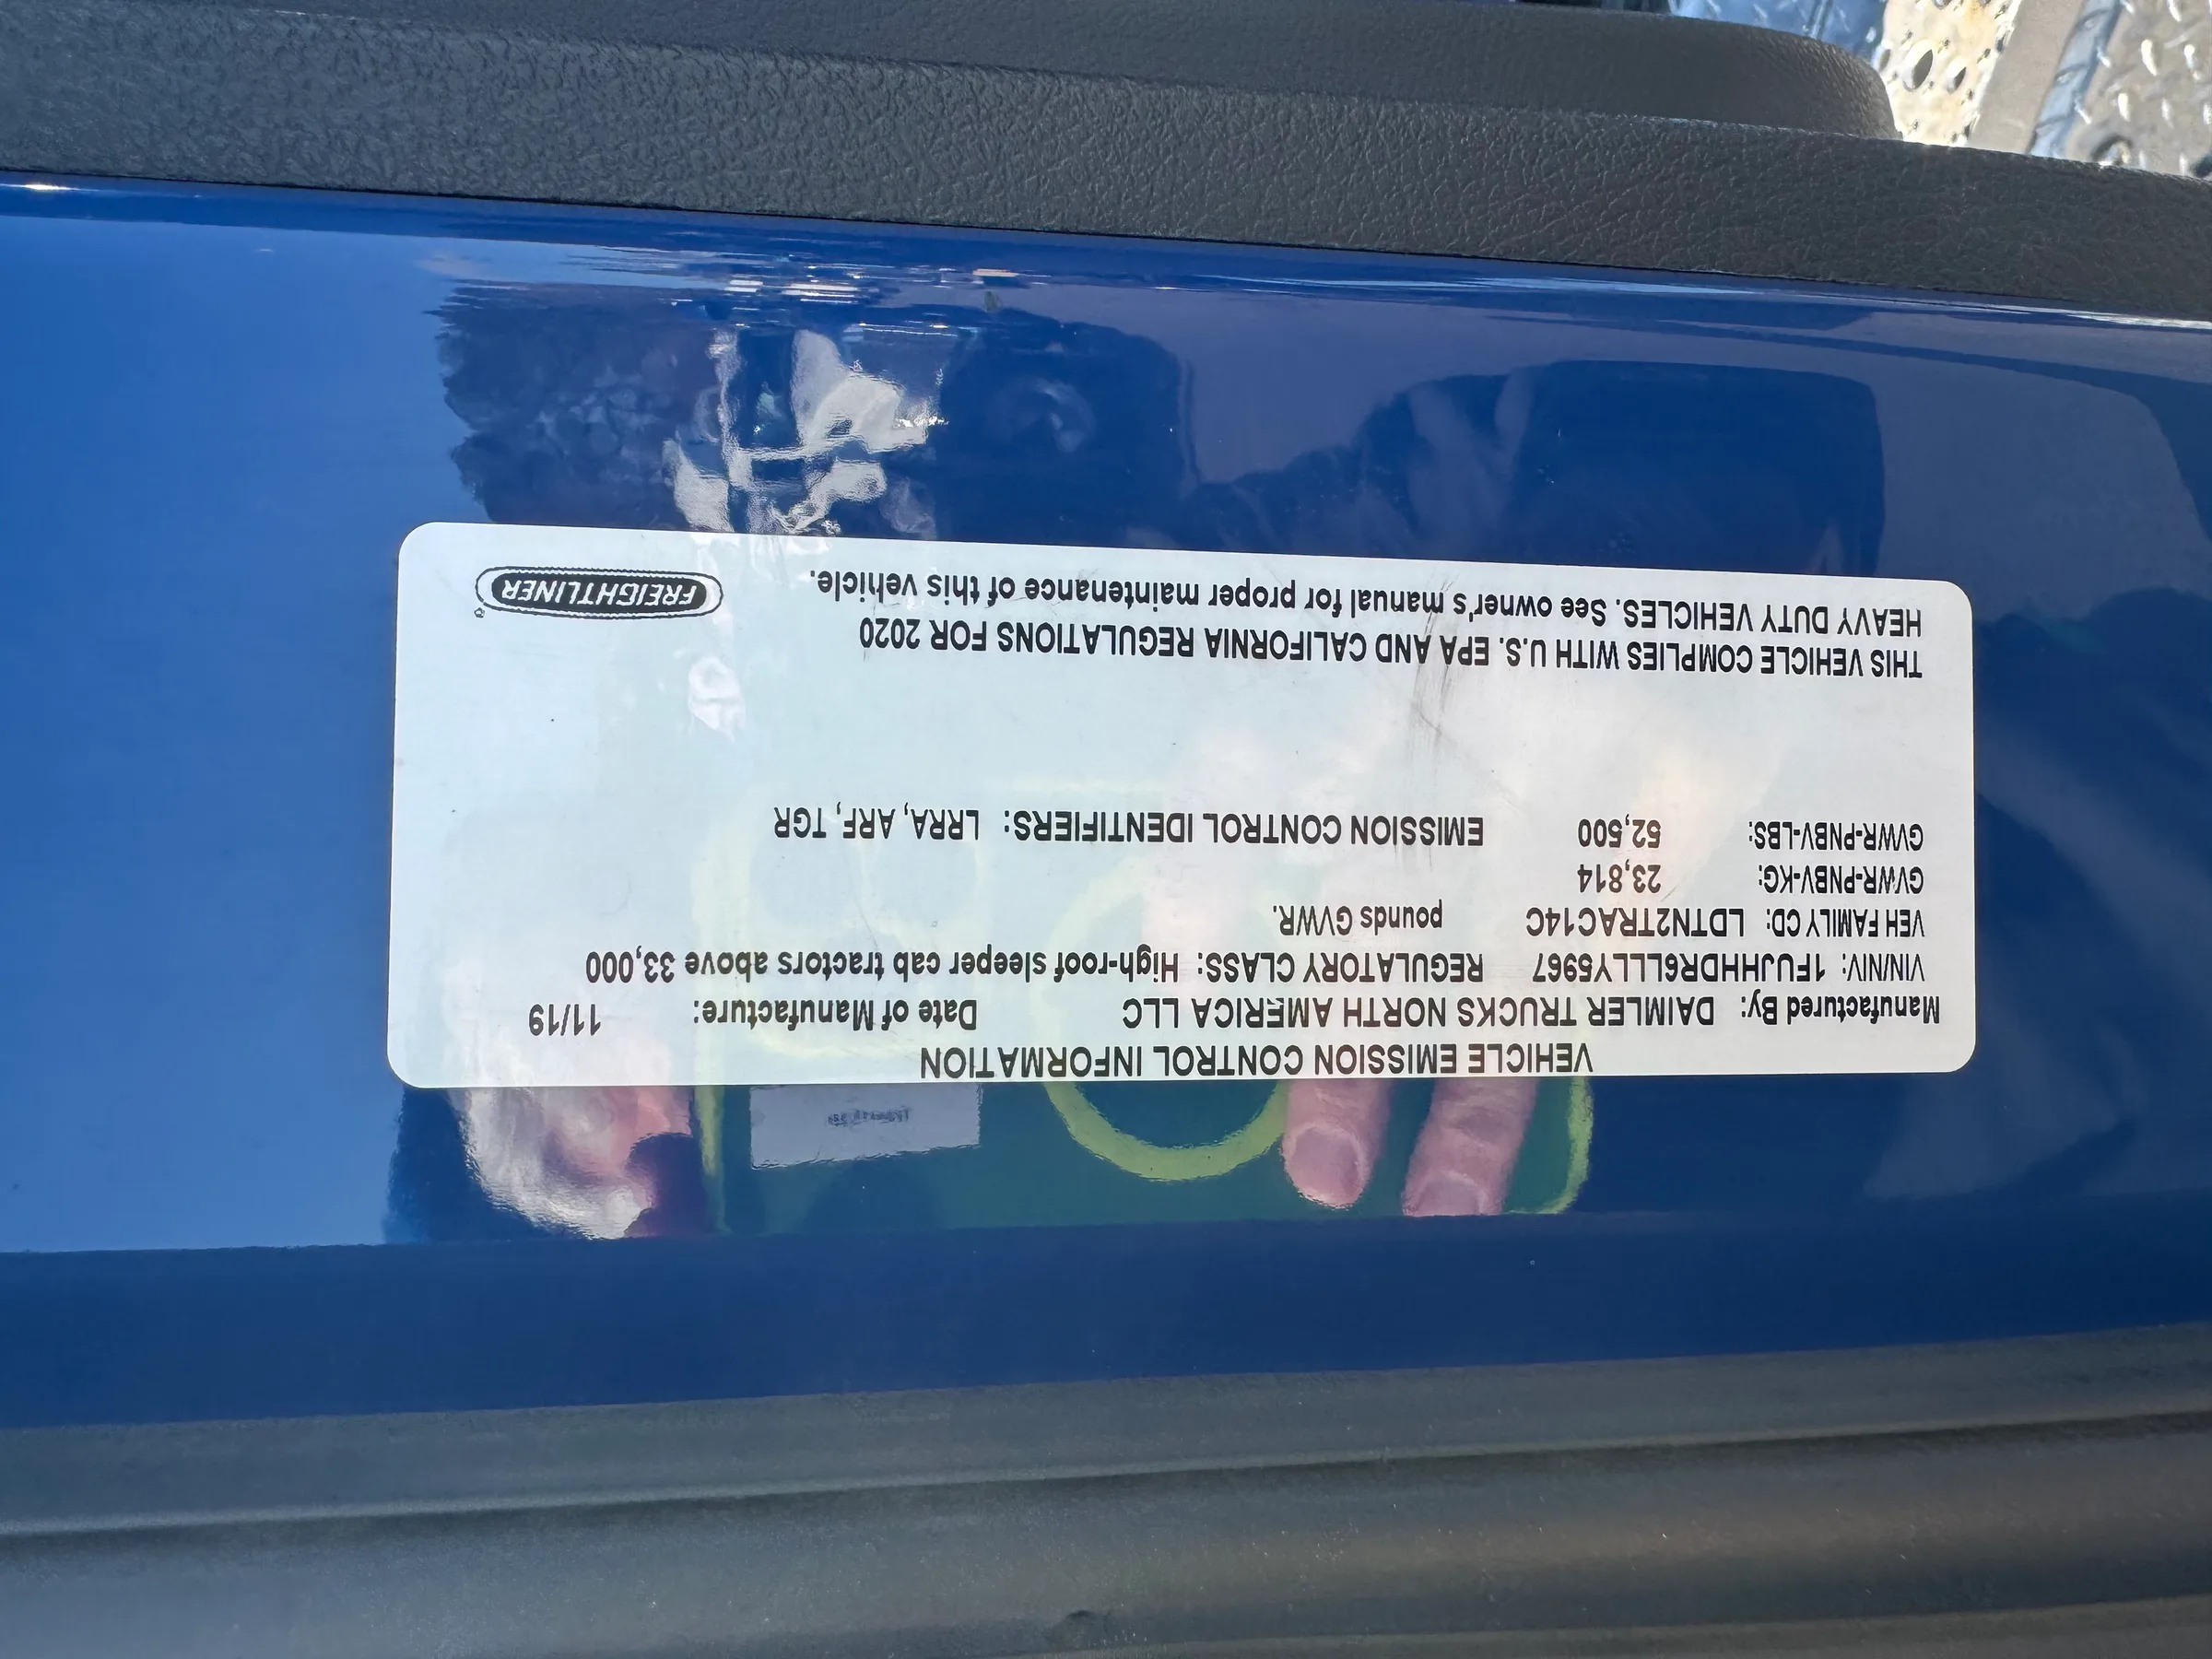 VEHICLE EMISSION CONTROL INFORMATION
Manufactured By: DAIMLER TRUCKS NORTH AMERICA LLC Date of Manufacture: 11/19
VIN/NIV: 1FUJHHDR6LLLY5967 REGULATORY CLASS: High-roof sleeper cab tractors above 33,000
VEH FAMILY CD: LDTN2TRAC14C pounds GVWR.
GVWR-PNBV-KG: 23,814
GVWR-PNBV-LBS: 52,500 EMISSION CONTROL IDENTIFIERS: LRRA, ARF, TGR
THIS VEHICLE COMPLIES WITH U.S. EPA AND CALIFORNIA REGULATIONS FOR 2020
HEAVY DUTY VEHICLES. See owner's manual for proper maintenance of this vehicle.
FREIGHTLINER®